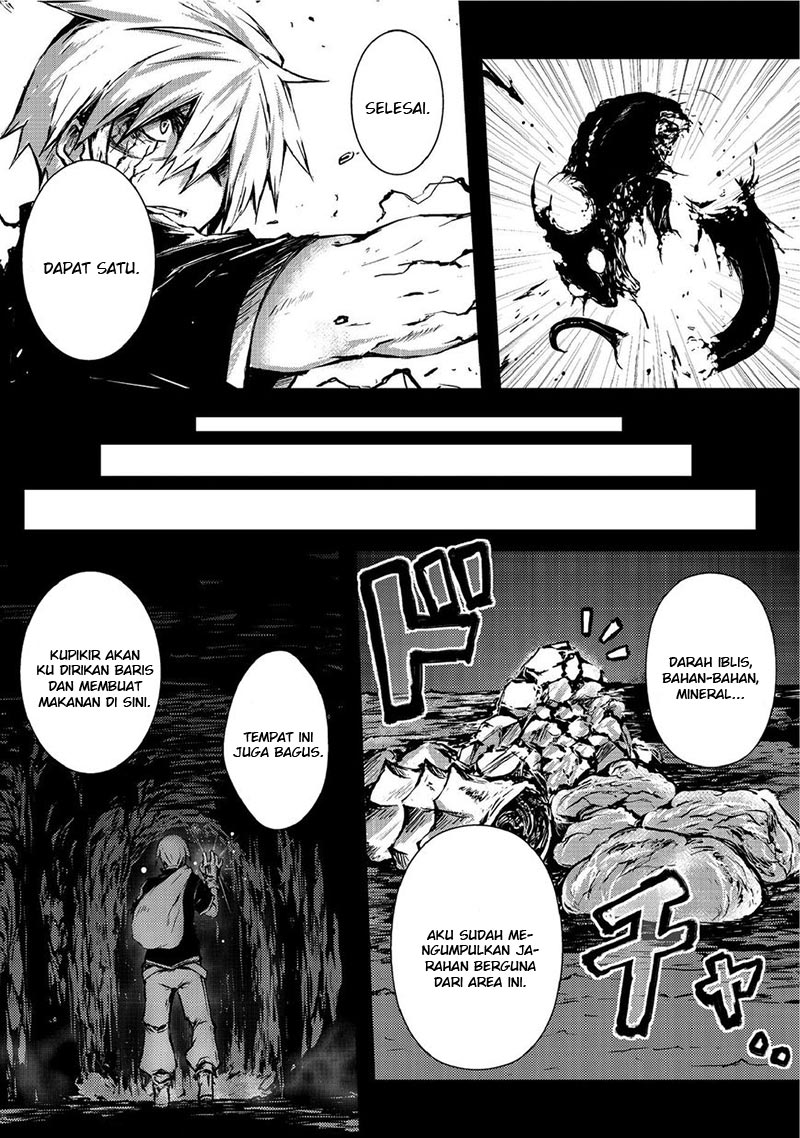 SELESAI.
DAPAT SATU.
DARAH IBLIS,
BAHAN-BAHAN,
MINERAL...
ドド
AKU SUDAH ME-
NGUMPULKAN JA-
RAHAN BERGUNA
DARI AREA INI.
チャ...
TEMPAT INI
JUGA BAGUS.
KUPIKIR AKAN
KU DIRIKAN BARIS
DAN MEMBUAT
MAKANAN DI SINI.